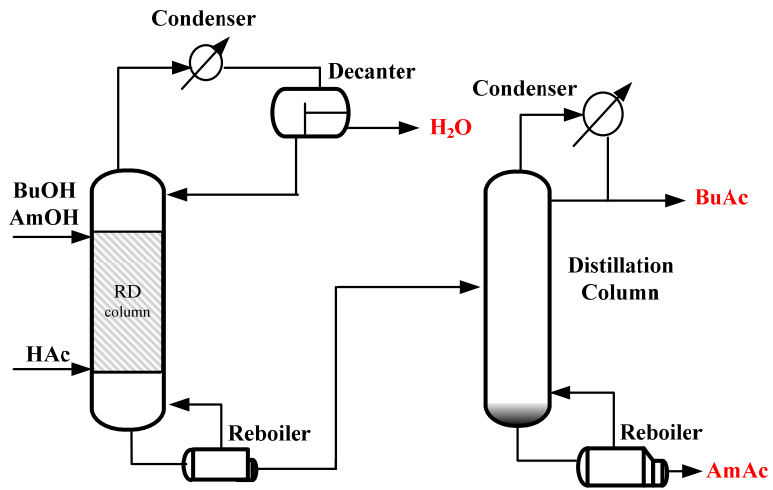 Condenser
Decanter
H₂O
BuOH
AmOH
RD
column
HAc
Reboiler
Condenser
BuAc
Distillation
Column
Reboiler
AmAc